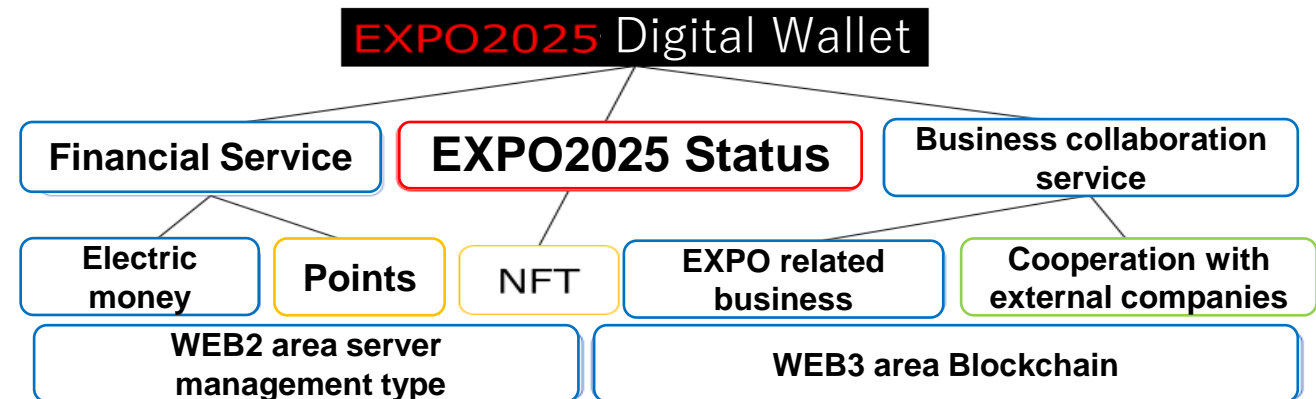 EXPO2025 Digital Wallet
Financial Service
EXPO2025 Status
Business collaboration
service
Electric
money
Points
NFT
EXPO related
business
Cooperation with
external companies
WEB2 area server
management type
WEB3 area Blockchain